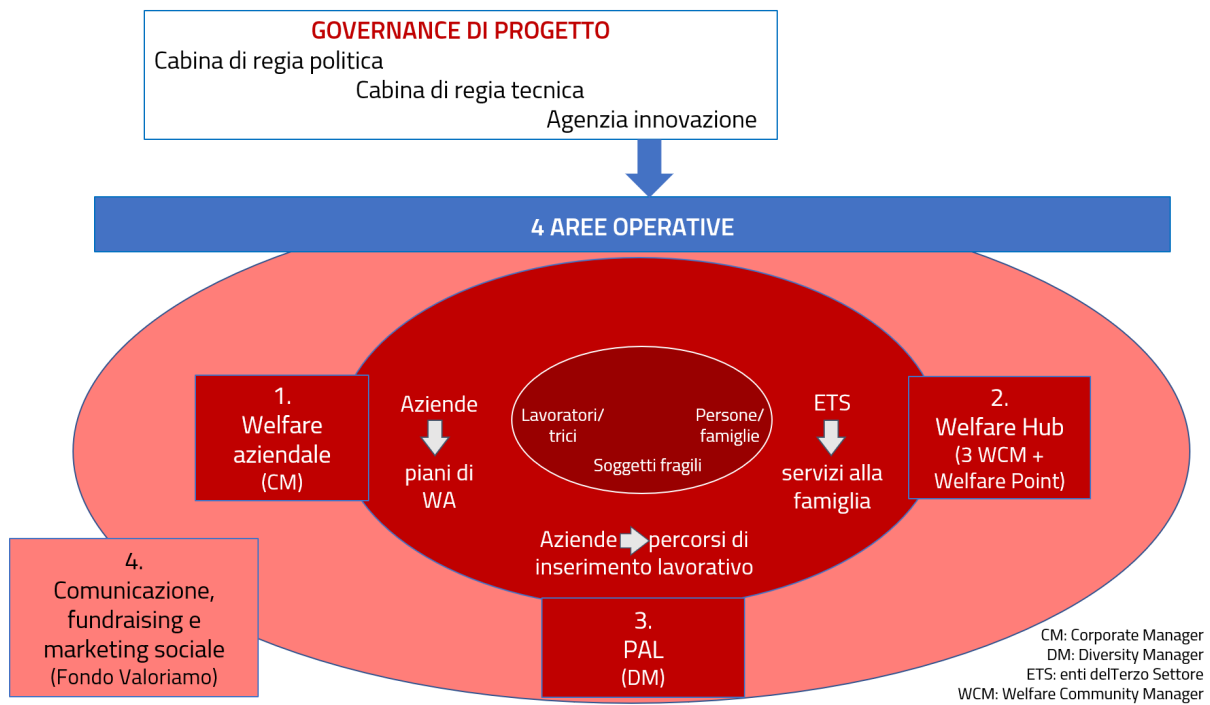 GOVERNANCE DI PROGETTO
Cabina di regia politica
Cabina di regia tecnica
Agenzia innovazione
4 AREE OPERATIVE
1.
Welfare
aziendale
(CM)
Aziende
piani di
WA
Lavoratori/
trici
Persone/
famiglie
Soggetti fragili
ETS
servizi alla
famiglia
2.
Welfare Hub
(3 WCM +
Welfare Point)
Aziende percorsi di
inserimento lavorativo
3.
PAL
(DM)
4.
Comunicazione,
fundraising e
marketing sociale
(Fondo Valoriamo)
CM: Corporate Manager
DM: Diversity Manager
ETS: enti delTerzo Settore
WCM: Welfare Community Manager